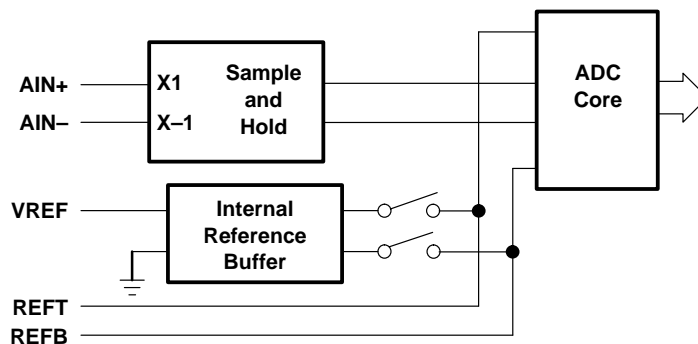 AIN+
AIN–
X1
X–1
Sample
and
Hold
ADC
Core
VREF
Internal
Reference
Buffer
REFT
REFB